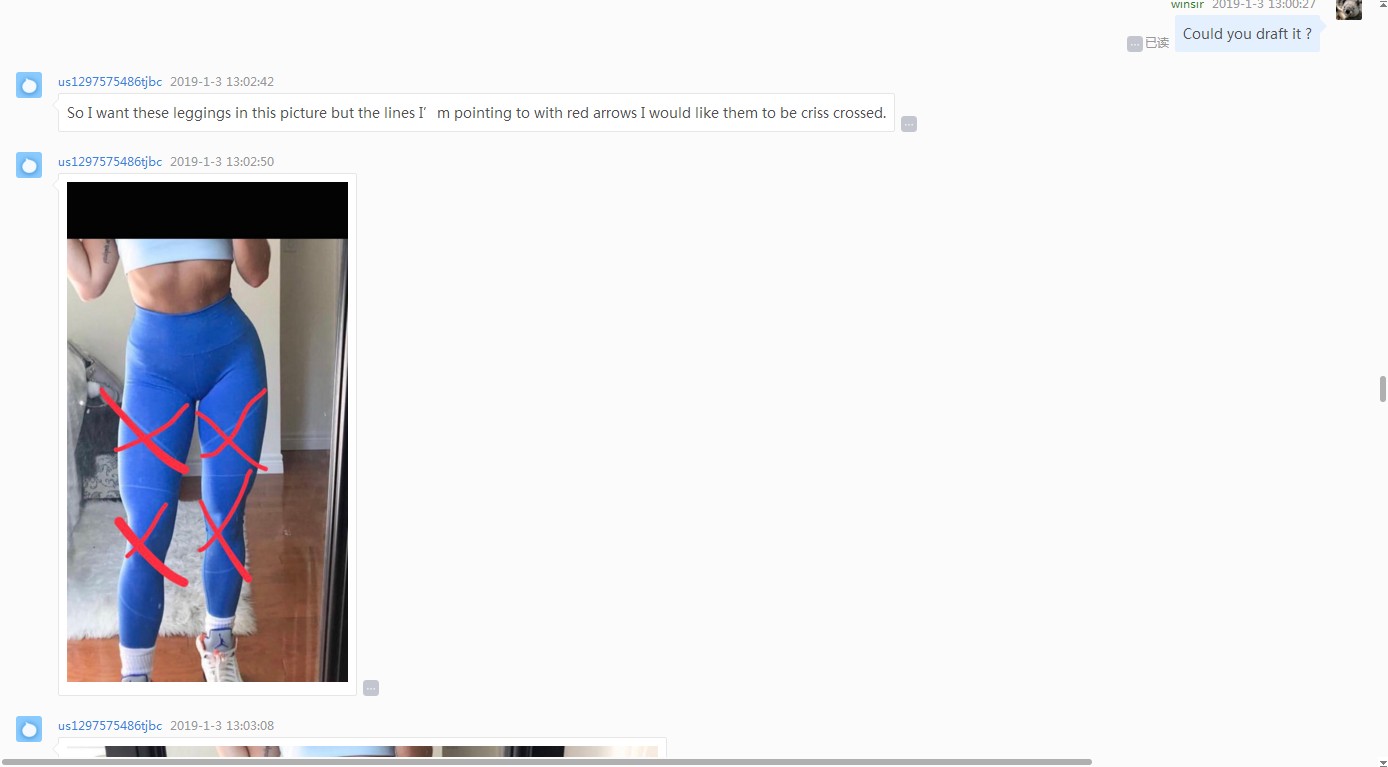 winsir 2019-1-3 13:00:27
Could you draft it ?
已读
us1297575486tjbc 2019-1-3 13:02:42
So I want these leggings in this picture but the lines I’ m pointing to with red arrows I would like them to be criss crossed.
us1297575486tjbc 2019-1-3 13:02:50
us1297575486tjbc 2019-1-3 13:03:08